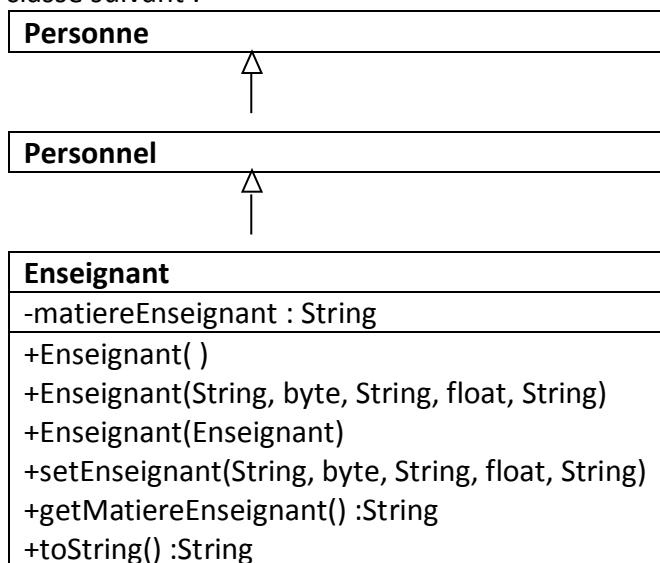 classe suivant :
Personne
Personnel
Enseignant
-matiereEnseignant : String
+Enseignant( )
+Enseignant(String, byte, String, float, String)
+Enseignant(Enseignant)
+setEnseignant(String, byte, String, float, String)
+getMatiereEnseignant() :String
+toString() :String